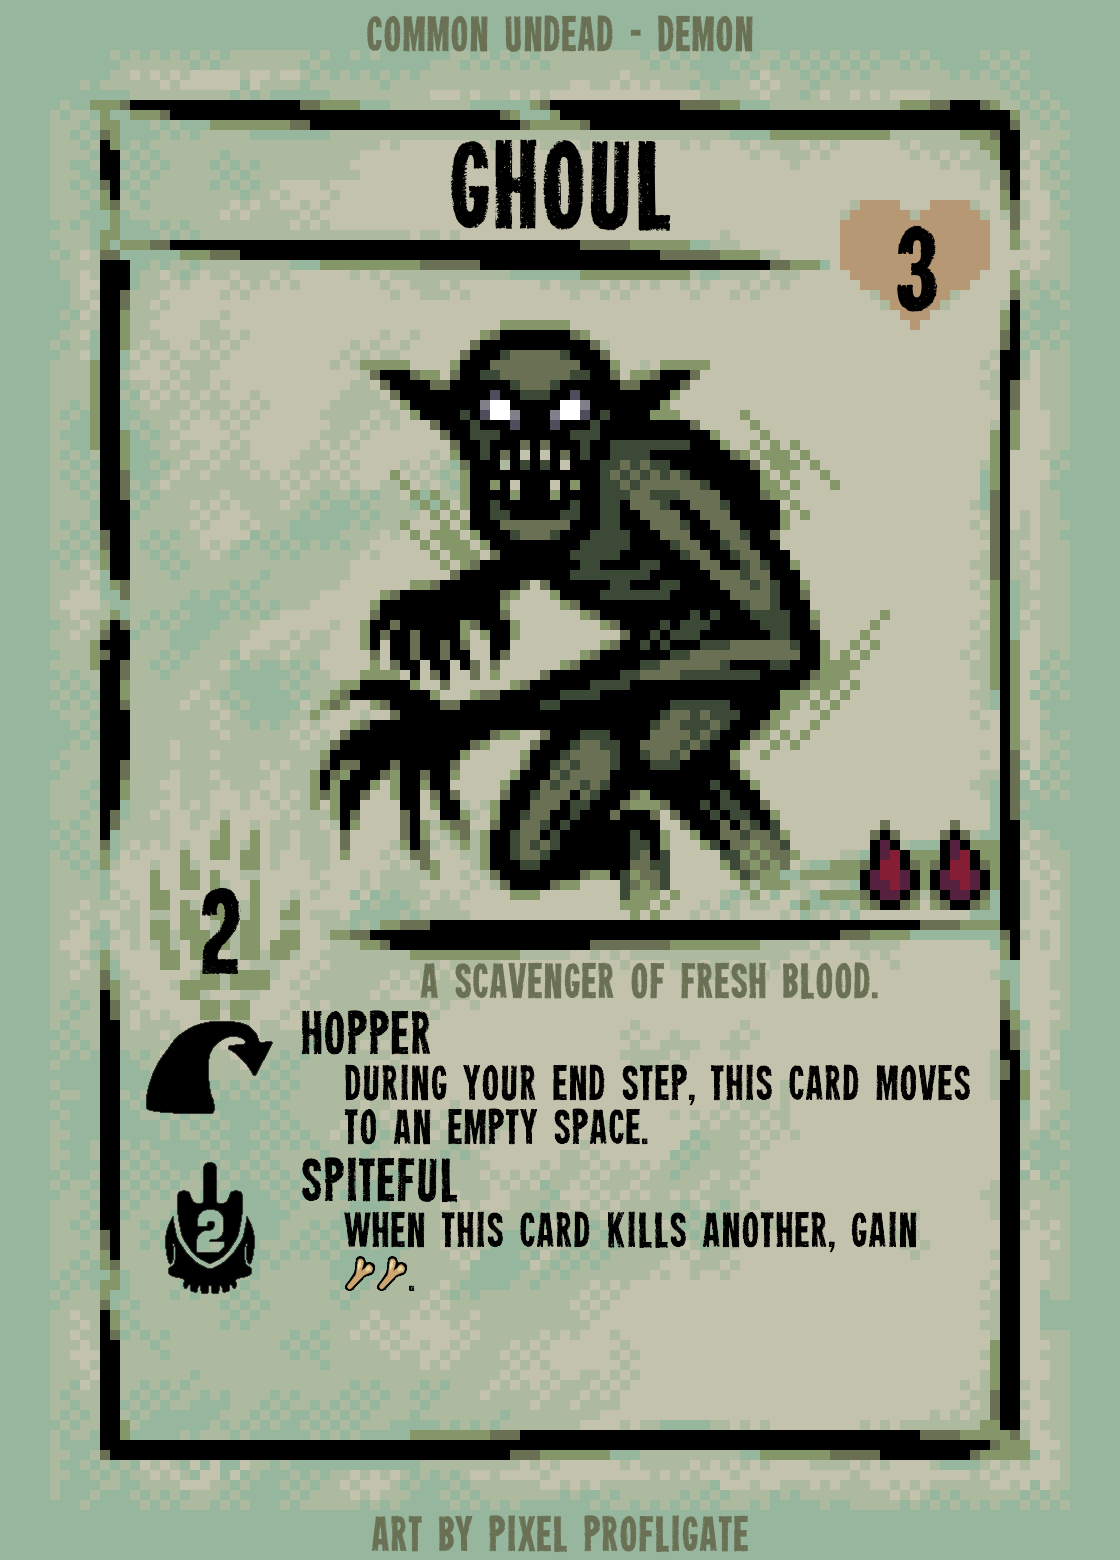 COMMON UNDEAD - DEMON
GHOUL
3
2
A SCAVENGER OF FRESH BLOOD.
HOPPER
DURING YOUR END STEP, THIS CARD MOVES
TO AN EMPTY SPACE.
SPITEFUL
2
WHEN THIS CARD KILLS ANOTHER, GAIN
.
ART BY PIXEL PROFLIGATE